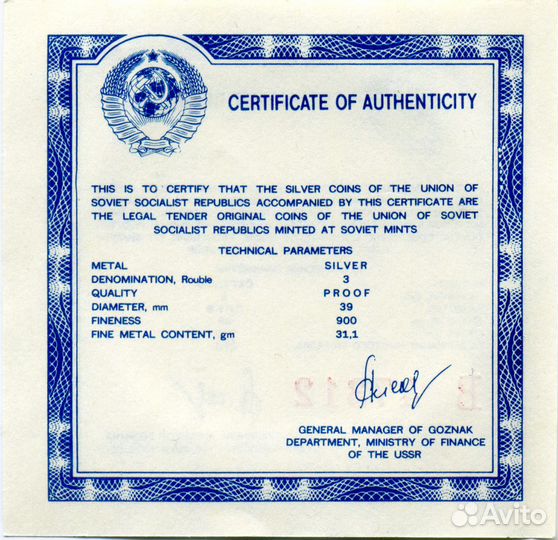 CERTIFICATE OF AUTHENTICITY
THIS IS TO CERTIFY THAT THE SILVER COINS OF THE UNION OF
SOVIET SOCIALIST REPUBLICS ACCOMPANIED BY THIS CERTIFICATE ARE
THE LEGAL TENDER ORIGINAL COINS OF THE UNION OF SOVIET
SOCIALIST REPUBLICS MINTED AT SOVIET MINTS
TECHNICAL PARAMETERS
METAL SILVER
DENOMINATION, Rouble 3
QUALITY PROOF
DIAMETER, mm 39
FINENESS 900
FINE METAL CONTENT, gm 31,1
GENERAL MANAGER OF GOZNAK
DEPARTMENT, MINISTRY OF FINANCE
OF THE USSR
Avito